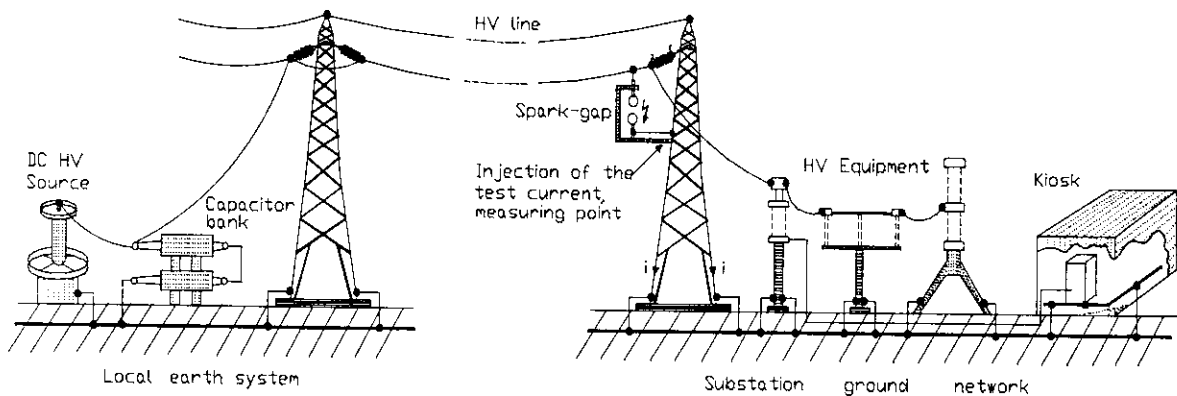 HV line
Spark-gap
DC HV
Source
Capacitor
bank
Injection of the
test current,
measuring point
HV Equipment
Kiosk
i
i
Local earth system
Substation ground network